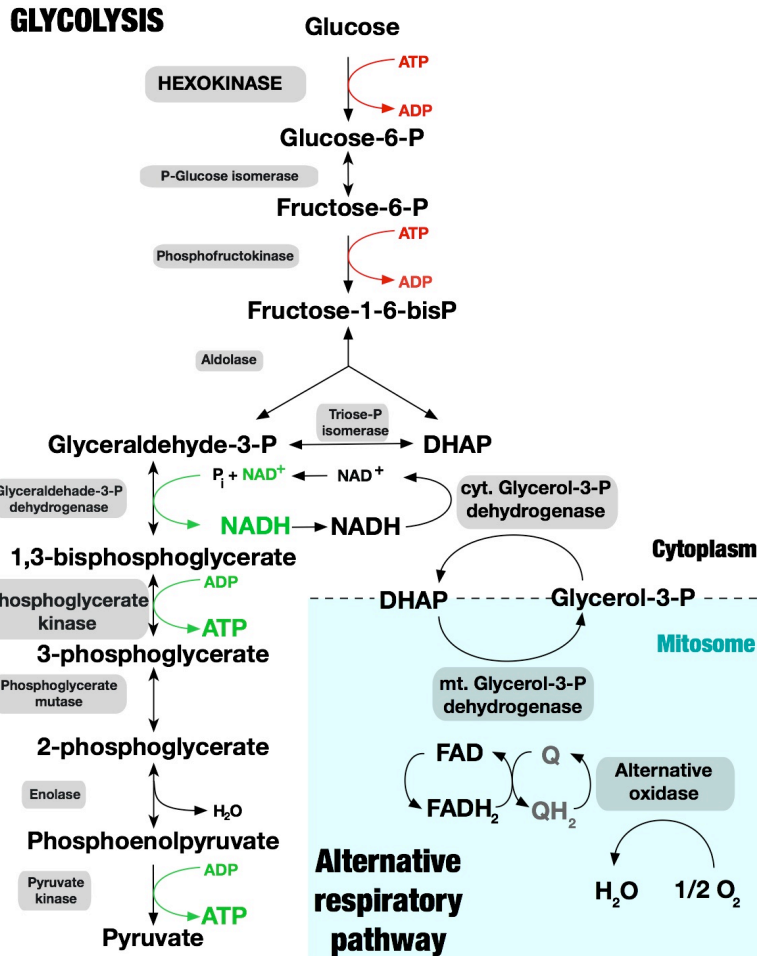 GLYCOLYSIS
Glucose
ATP
HEXOKINASE
ADP
Glucose-6-P
P-Glucose isomerase
Fructose-6-P
ATP
Phosphofructokinase
ADP
Fructose-1-6-bisP
Aldolase
Triose-P
isomerase
Glyceraldehyde-3-P
DHAP
Pi + NAD+
NAD+
lyceraldehade-3-P
dehydrogenase
cyt. Glycerol-3-P
dehydrogenase
NADH
NADH
1,3-bisphosphoglycerate
Cytoplasm
ADP
hosphoglycerate
kinase
ATP
DHAP
Glycerol-3-P
3-phosphoglycerate
Mitosome
Phosphoglycerate
mutase
mt. Glycerol-3-P
dehydrogenase
2-phosphoglycerate
FAD
Q
Alternative
oxidase
Enolase
H2O
FADH2
QH2
Phosphoenolpyruvate
ADP
Pyruvate
kinase
ATP
Pyruvate
Alternative
respiratory
pathway
H2O
1/2 O2